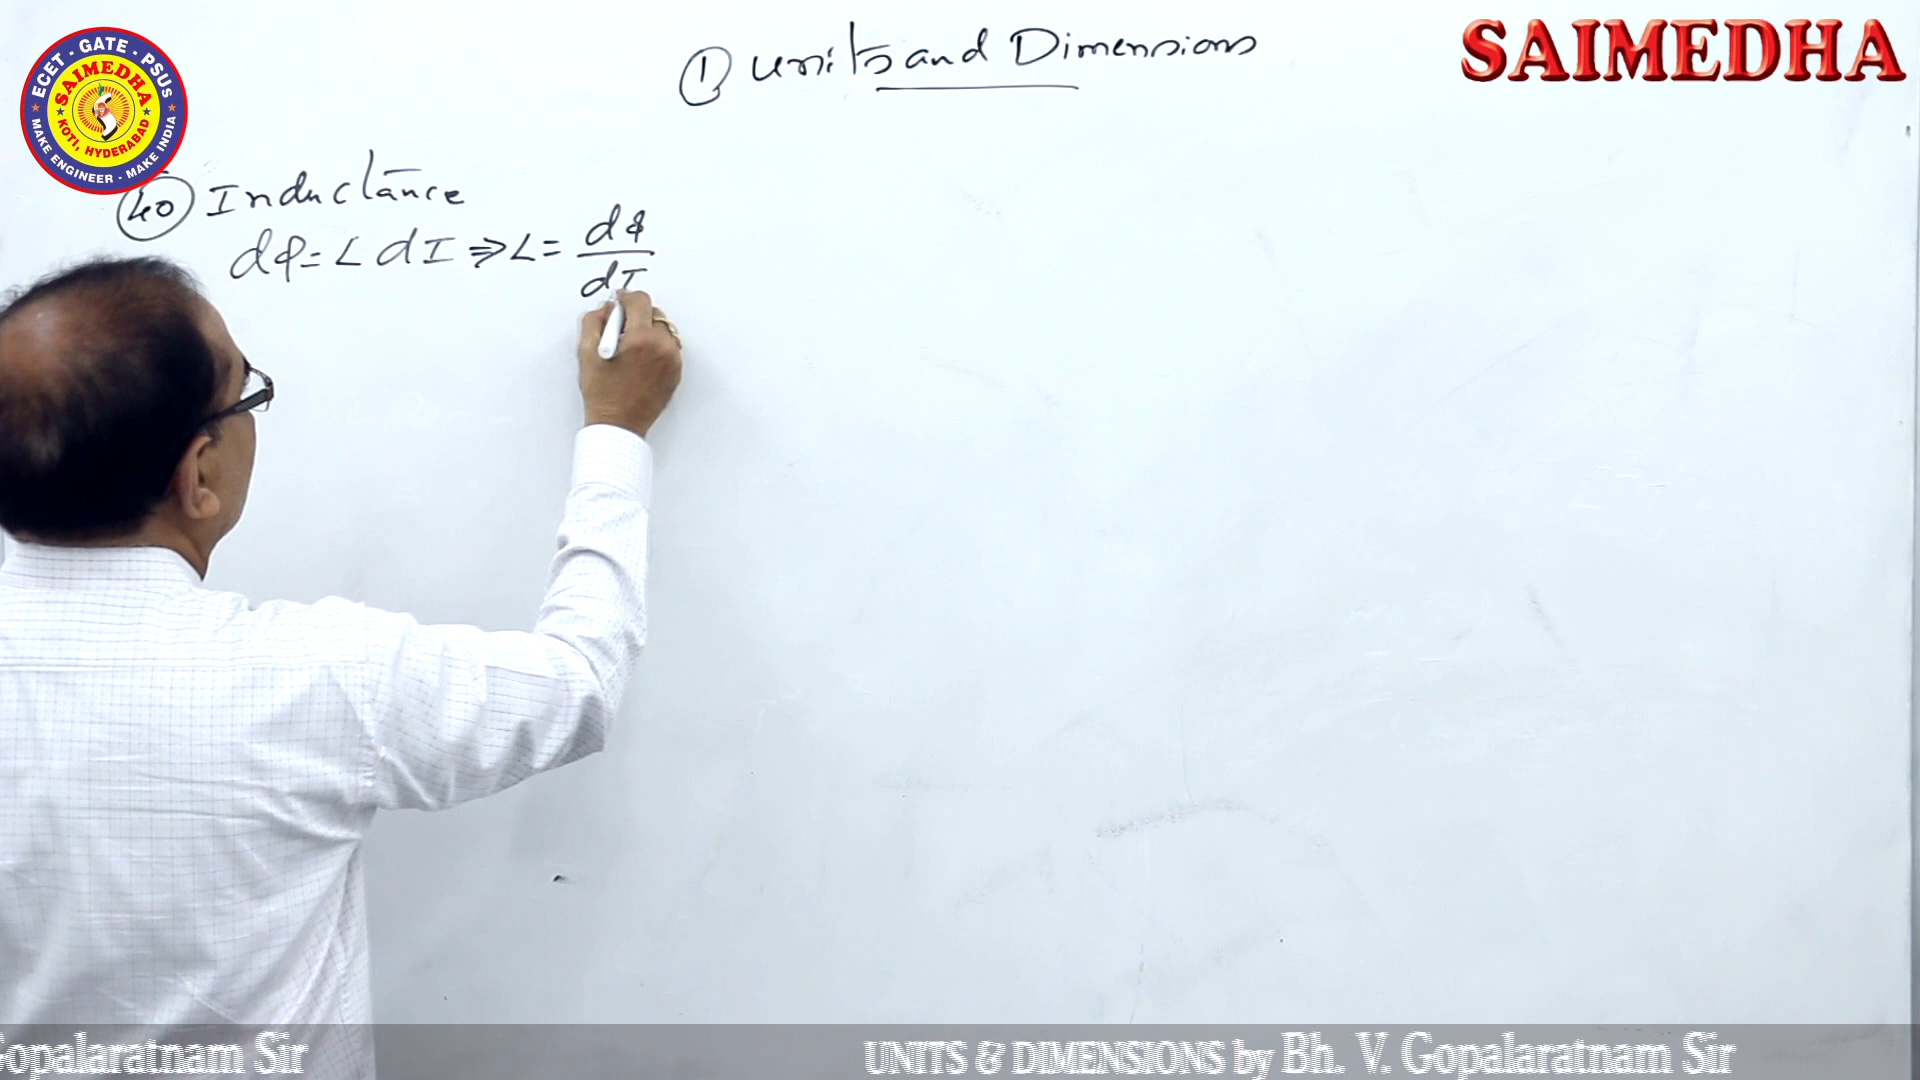 ① Units and Dimensions
SAIMEDHA
ECET - GATE - PSUS
SAIMEDHA
KOTI, HYDERABAD
MAKE ENGINEER - MAKE INDIA
40 Inductance
dφ = L dI ⇒ L = dφ / dI
Gopalaratnam Sir UNITS & DIMENSIONS by Bh. V. Gopalaratnam Sir